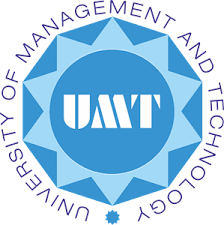 UNIVERSITY OF MANAGEMENT AND TECHNOLOGY
UMT